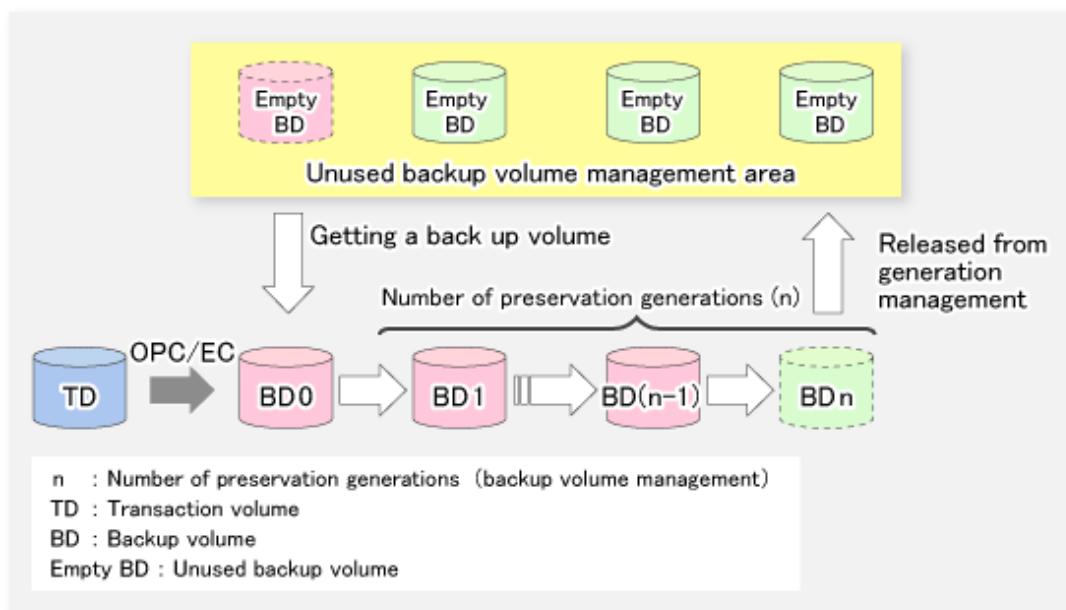 Empty
BD
Empty
BD
Empty
BD
Empty
BD
Unused backup volume management area
Getting a back up volume
Released from
generation
management
Number of preservation generations (n)
OPC/EC
TD
BD0
BD1
BD(n-1)
BDn
n : Number of preservation generations (backup volume management)
TD : Transaction volume
BD : Backup volume
Empty BD : Unused backup volume